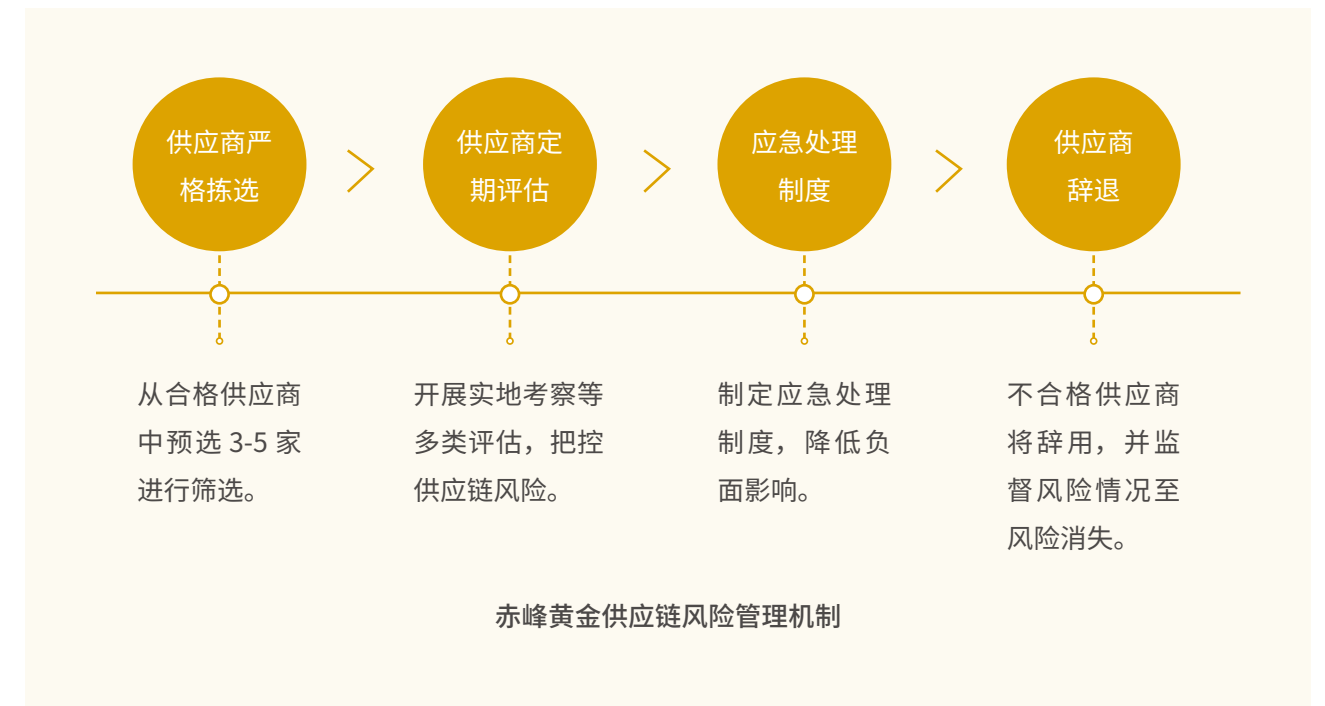 供应商严
格拣选
供应商定
期评估
应急处理
制度
供应商
辞退
从合格供应商
中预选 3-5 家
进行筛选。
开展实地考察等
多类评估，把控
供应链风险。
制定应急处理
制度，降低负
面影响。
不合格供应商
将辞用，并监
督风险情况至
风险消失。
赤峰黄金供应链风险管理机制